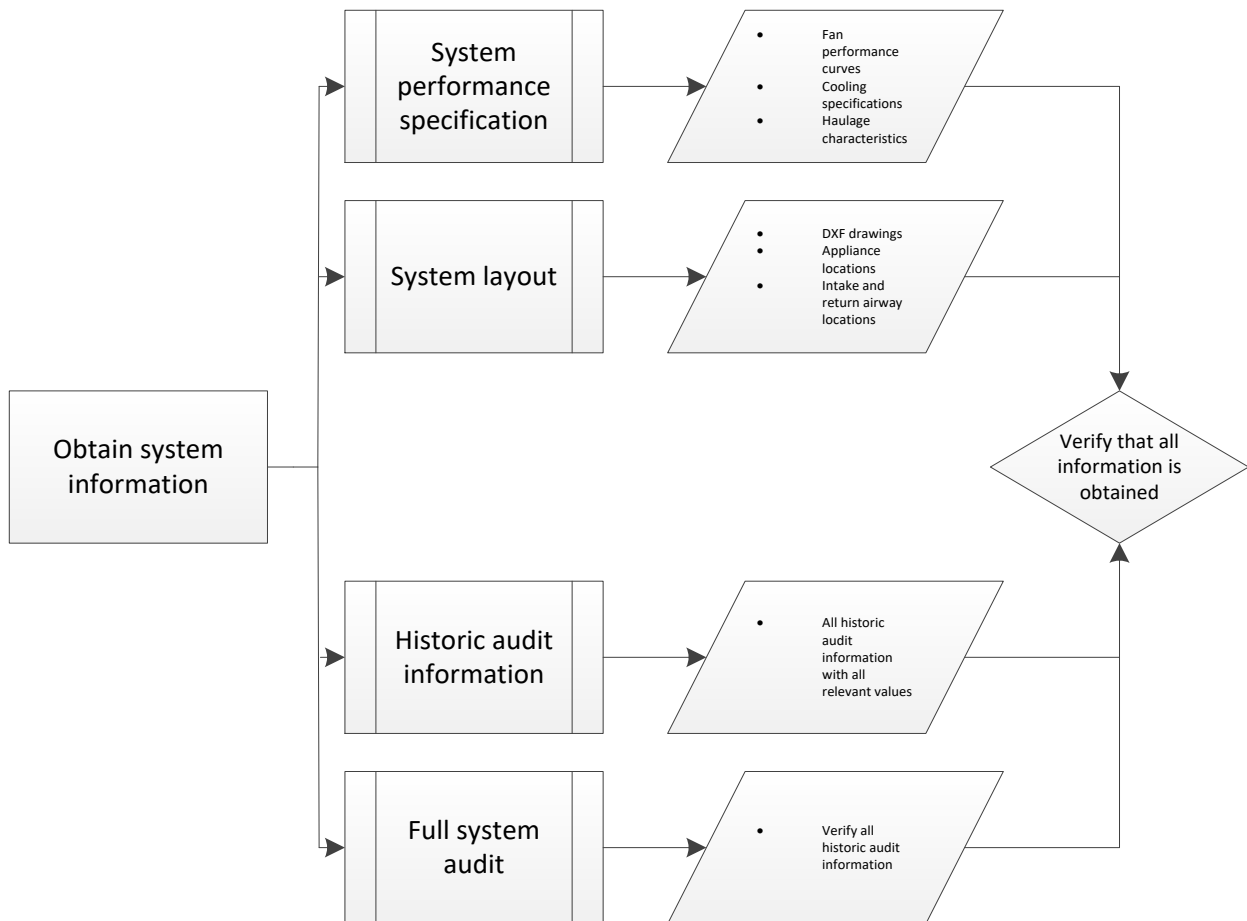 System
performance
specification
• Fan
performance
curves
• Cooling
specifications
• Haulage
characteristics
System layout
• DXF drawings
• Appliance
locations
• Intake and
return airway
locations
Obtain system
information
Verify that all
information is
obtained
Historic audit
information
• All historic
audit
information
with all
relevant values
Full system
audit
• Verify all
historic audit
information